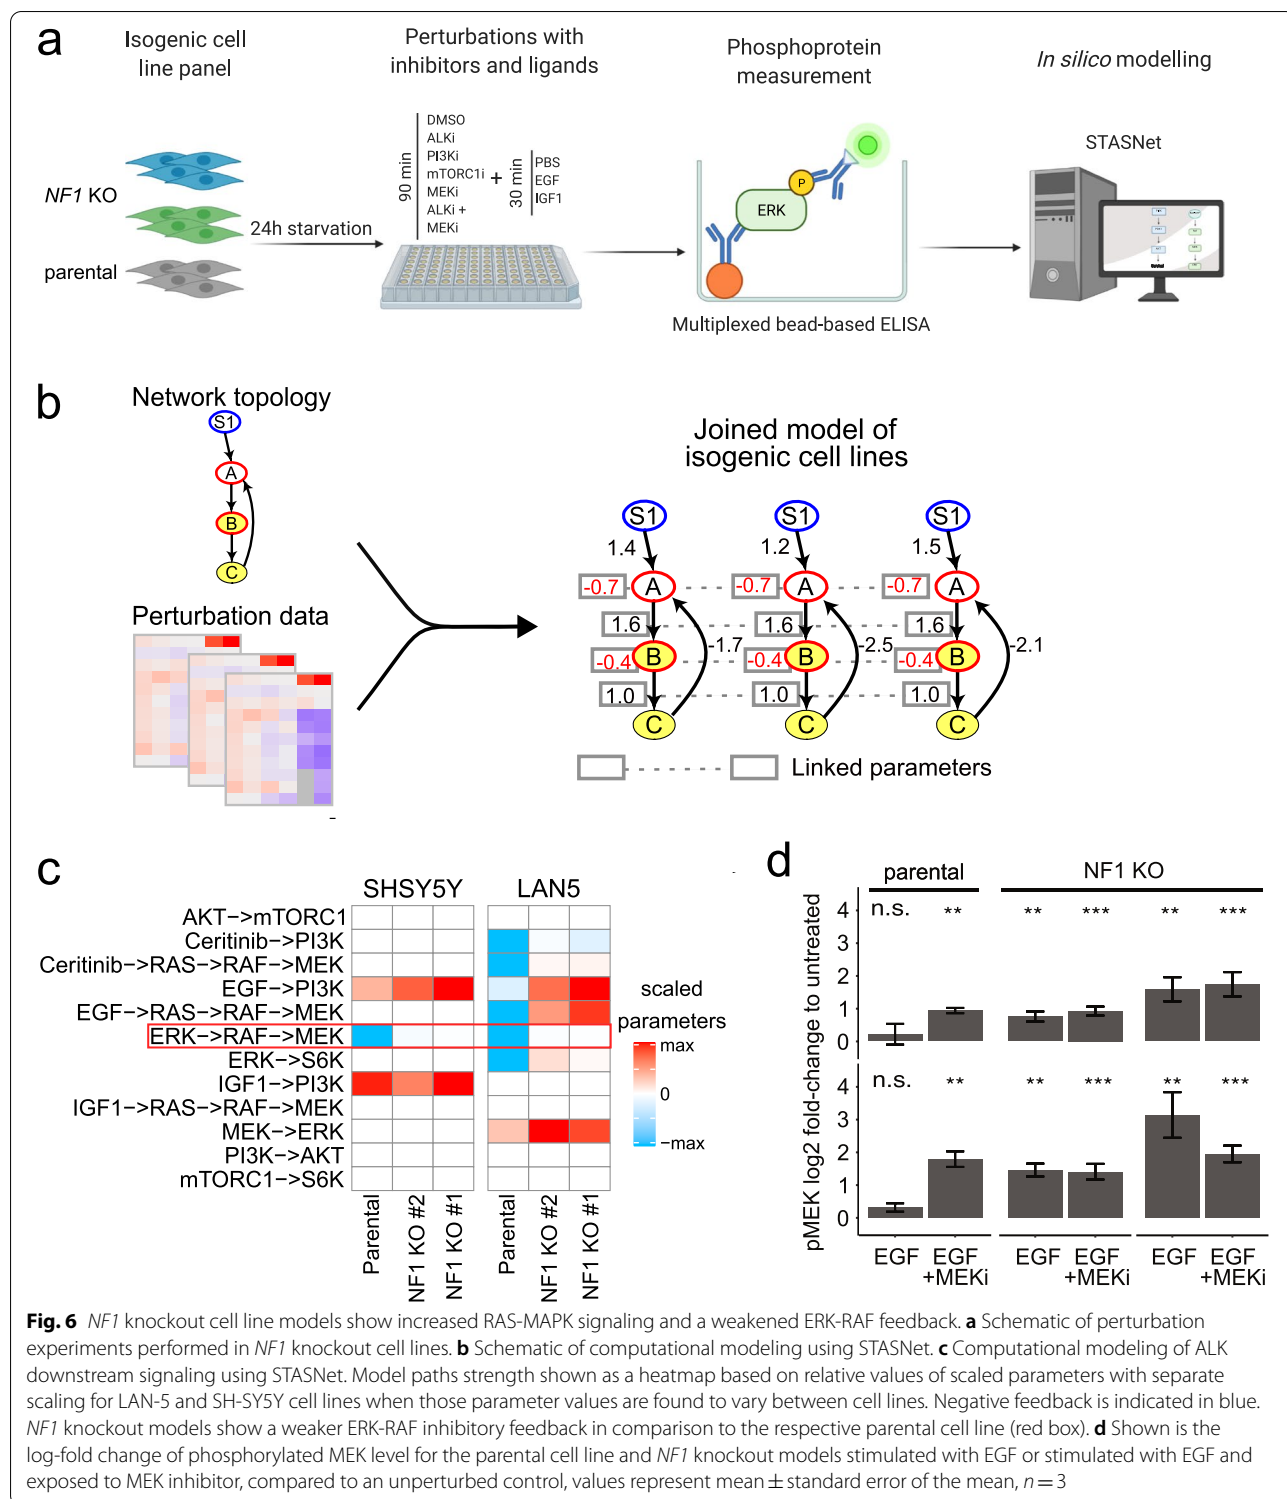 a
Isogenic cell
line panel
Perturbations with
inhibitors and ligands
Phosphoprotein
measurement
In silico modelling
NF1 KO
parental
24h starvation
90 min
DMSO
ALKi
PI3Ki
mTORC1i
MEKi
ALKi +
MEKi
+
30 min
PBS
EGF
IGF1
P
ERK
Multiplexed bead-based ELISA
STASNet
b
Network topology
S1
A
B
C
Perturbation data
Joined model of
isogenic cell lines
S1 S1 S1
1.4 1.2 1.5
-0.7 A -0.7 A -0.7 A
1.6 1.6 1.6
-1.7 -2.5 -2.1
-0.4 B -0.4 B -0.4 B
1.0 1.0 1.0
C C C
Linked parameters
c
SHSY5Y LAN5
AKT->mTORC1
Ceritinib->PI3K
Ceritinib->RAS->RAF->MEK
EGF->PI3K
EGF->RAS->RAF->MEK
ERK->RAF->MEK
ERK->S6K
IGF1->PI3K
IGF1->RAS->RAF->MEK
MEK->ERK
PI3K->AKT
mTORC1->S6K
Parental
NF1 KO #2
NF1 KO #1
Parental
NF1 KO #2
NF1 KO #1
scaled
parameters
max
0
−max
d
parental NF1 KO
n.s. ** ** *** ** ***
4
3
2
1
0
n.s. ** ** *** ** ***
4
3
2
1
0
pMEK log2 fold-change to untreated
EGF EGF +MEKi EGF EGF +MEKi EGF EGF +MEKi
Fig. 6 NF1 knockout cell line models show increased RAS-MAPK signaling and a weakened ERK-RAF feedback. a Schematic of perturbation
experiments performed in NF1 knockout cell lines. b Schematic of computational modeling using STASNet. c Computational modeling of ALK
downstream signaling using STASNet. Model paths strength shown as a heatmap based on relative values of scaled parameters with separate
scaling for LAN-5 and SH-SY5Y cell lines when those parameter values are found to vary between cell lines. Negative feedback is indicated in blue.
NF1 knockout models show a weaker ERK-RAF inhibitory feedback in comparison to the respective parental cell line (red box). d Shown is the
log-fold change of phosphorylated MEK level for the parental cell line and NF1 knockout models stimulated with EGF or stimulated with EGF and
exposed to MEK inhibitor, compared to an unperturbed control, values represent mean ± standard error of the mean, n = 3